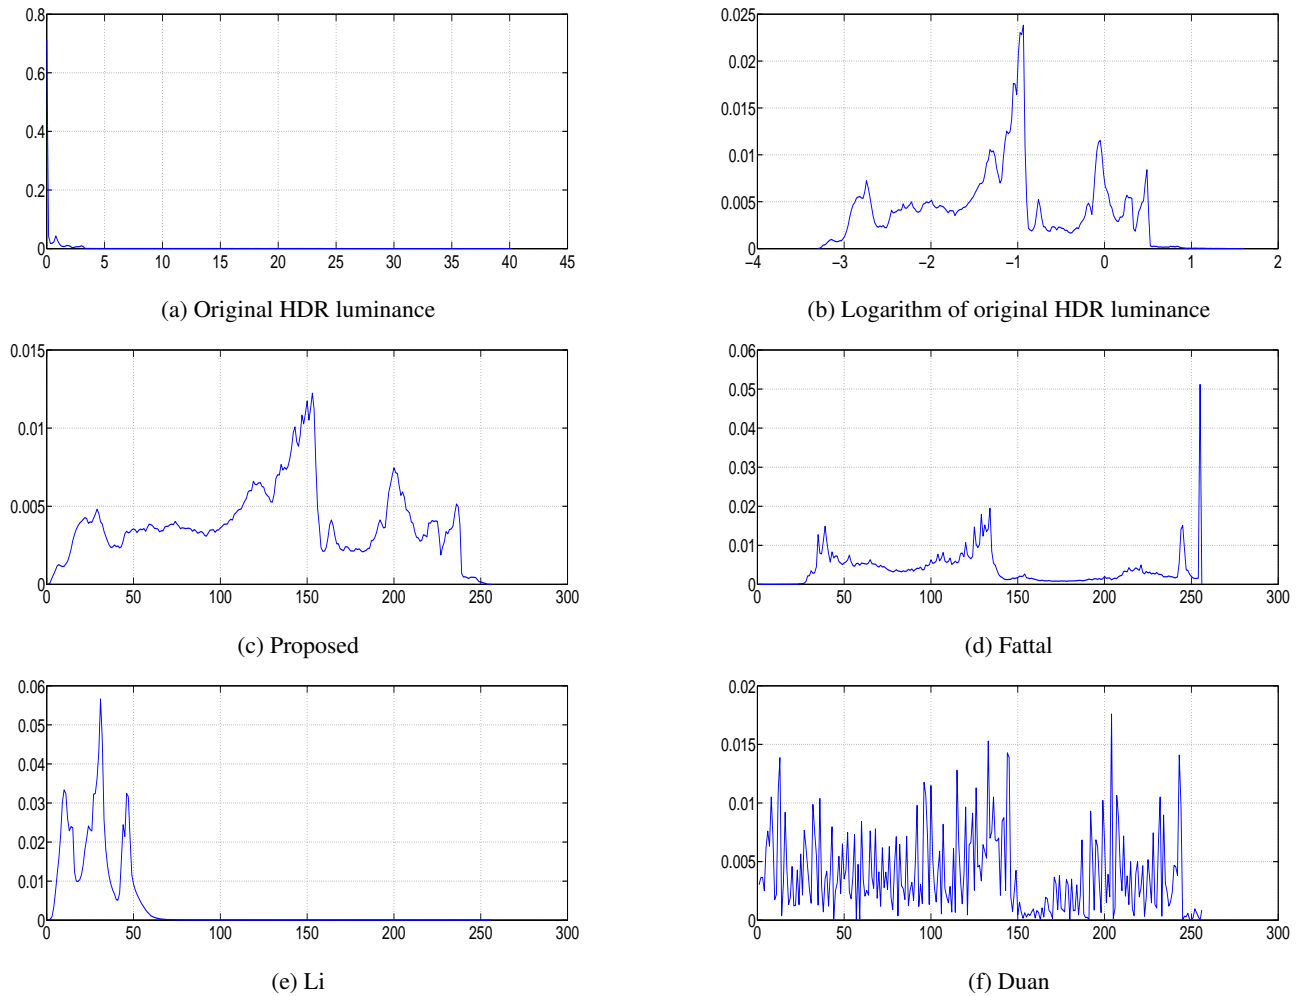 0.8
0.6
0.4
0.2
0
0 5 10 15 20 25 30 35 40 45
(a) Original HDR luminance
0.025
0.02
0.015
0.01
0.005
0
−4 −3 −2 −1 0 1 2
(b) Logarithm of original HDR luminance
0.015
0.01
0.005
0
0 50 100 150 200 250 300
(c) Proposed
0.06
0.05
0.04
0.03
0.02
0.01
0
0 50 100 150 200 250 300
(d) Fattal
0.06
0.05
0.04
0.03
0.02
0.01
0
0 50 100 150 200 250 300
(e) Li
0.02
0.015
0.01
0.005
0
0 50 100 150 200 250 300
(f) Duan